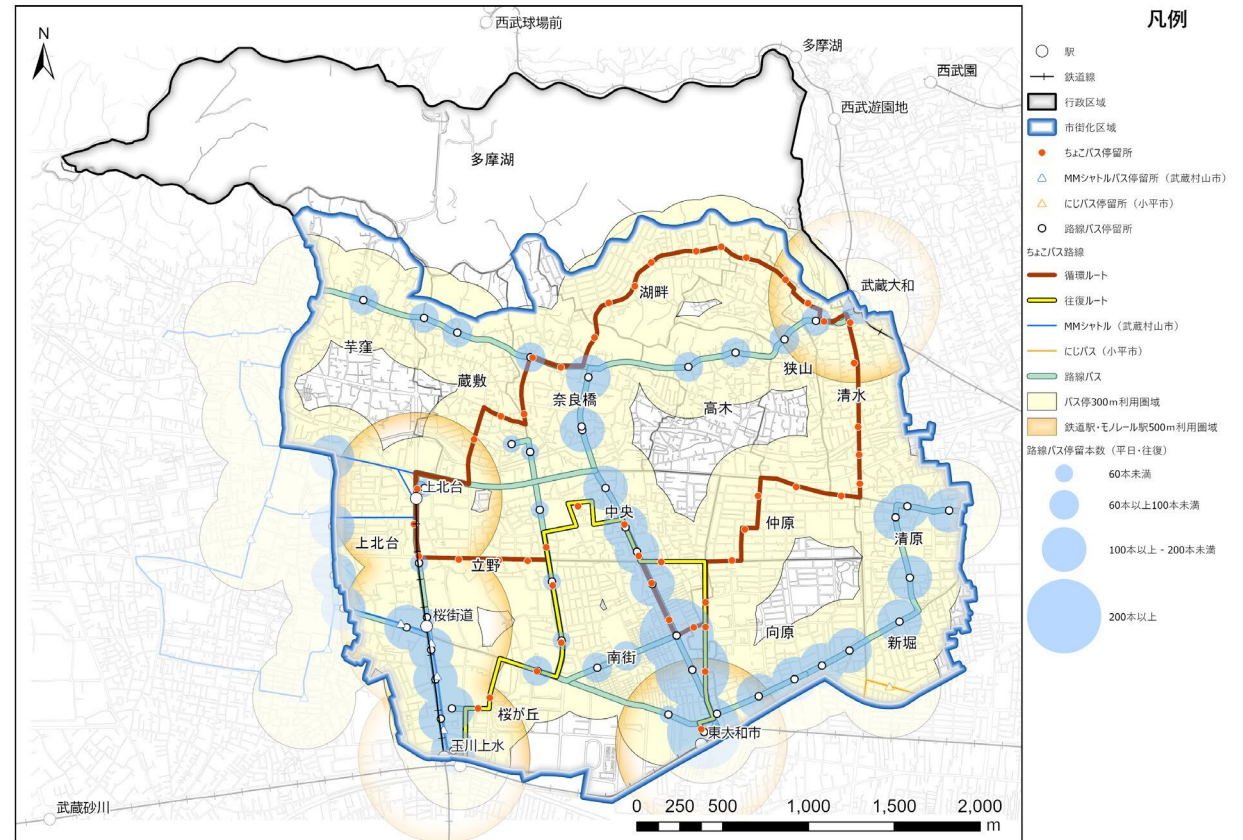 N
西武球場前
多摩湖
西武園
西武遊園地
多摩湖
武蔵大和
湖畔
芋窪
蔵敷
奈良橋
狭山
高木
清水
上北台
中央
仲原
清原
上北台
立野
桜街道
向原
新堀
南街
桜が丘
東大和市
玉川上水
武蔵砂川
0 250 500 1,000 1,500 2,000
m
凡例
駅
鉄道線
行政区域
市街化区域
ちょこバス停留所
MMシャトルバス停留所（武蔵村山市）
にじバス停留所（小平市）
路線バス停留所
ちょこバス路線
循環ルート
往復ルート
MMシャトル（武蔵村山市）
にじバス（小平市）
路線バス
バス停300m利用圏域
鉄道駅・モノレール駅500m利用圏域
路線バス停留本数（平日・往復）
60本未満
60本以上100本未満
100本以上・200本未満
200本以上